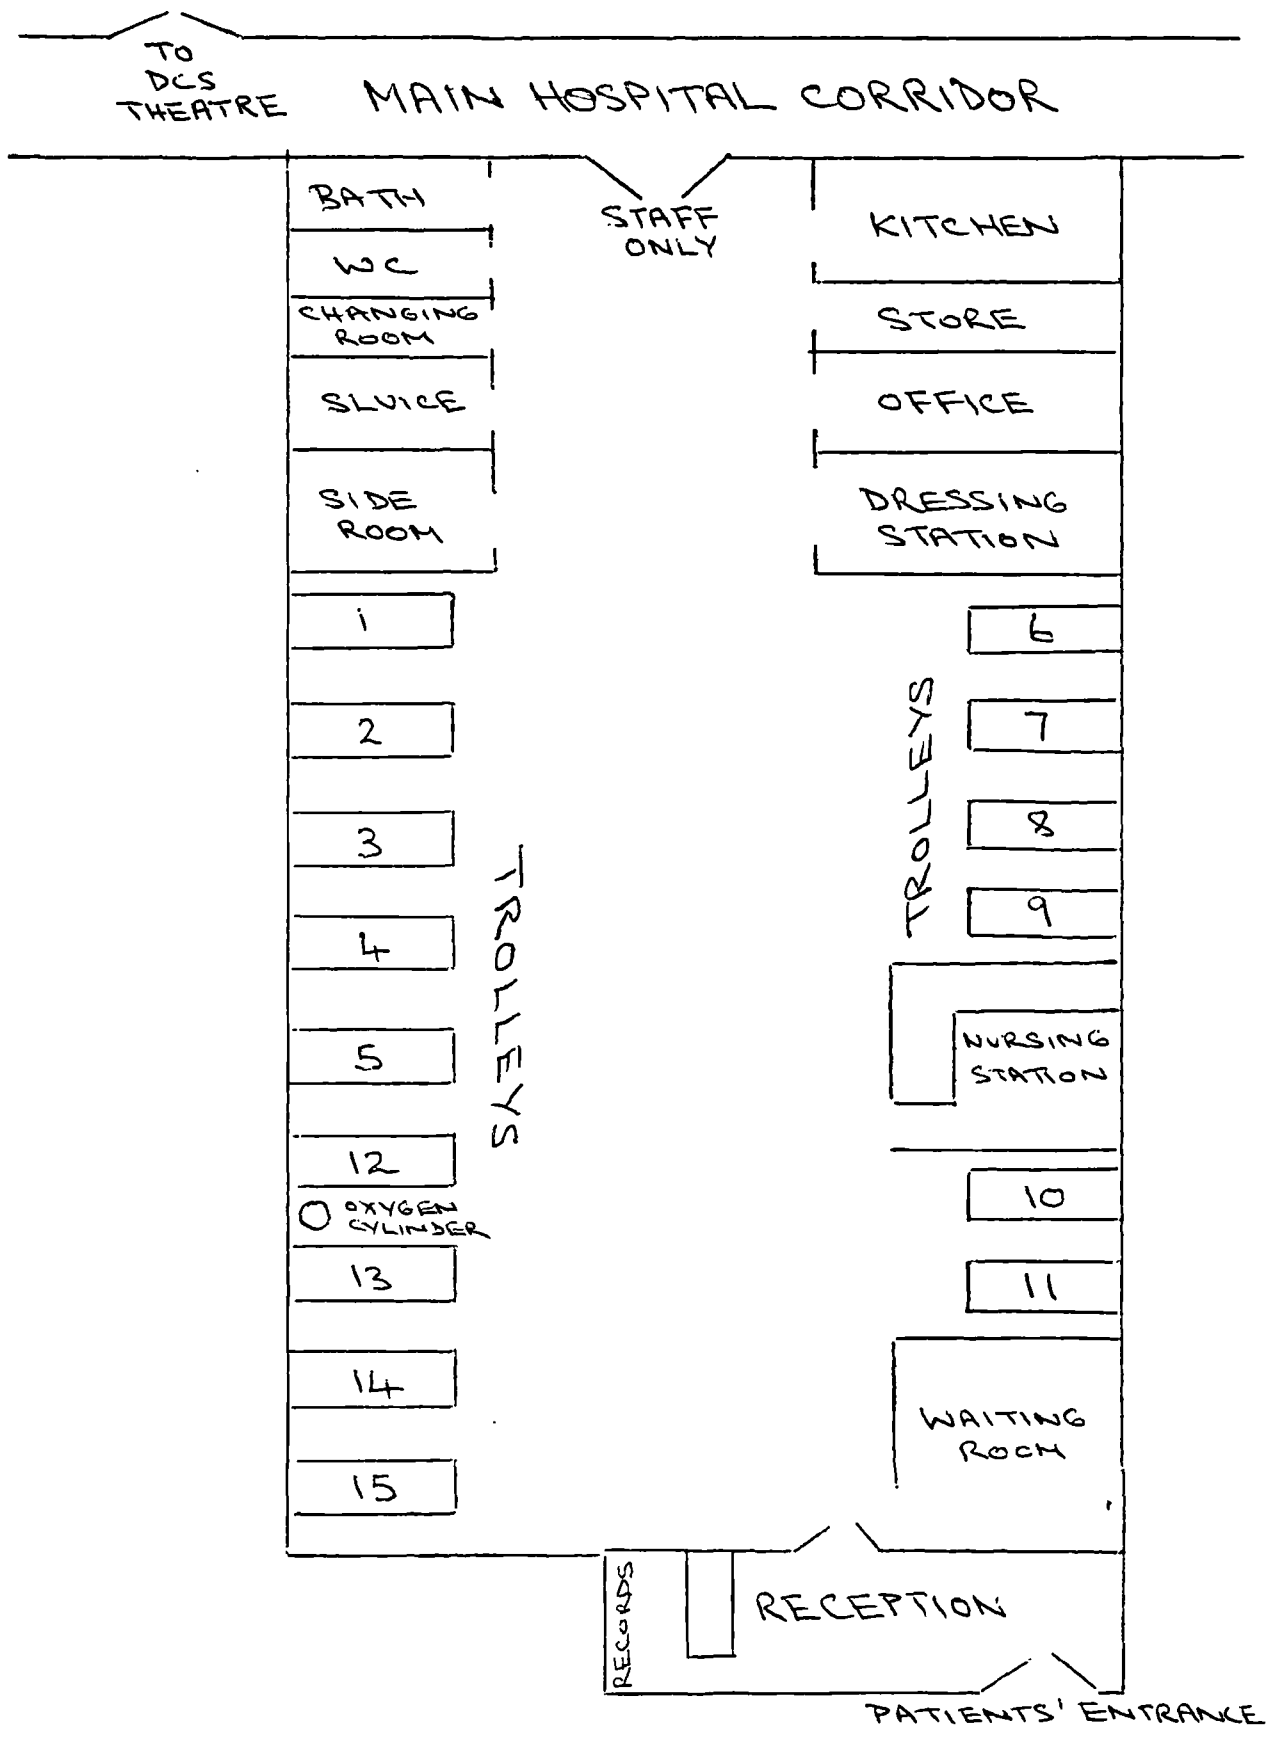 TO
DCS
THEATRE
MAIN HOSPITAL CORRIDOR
BATH
STAFF
ONLY
KITCHEN
WC
CHANGING
ROOM
STORE
SLUICE
OFFICE
SIDE
ROOM
DRESSING
STATION
1
6
2
7
3
8
TROLLEYS
4
9
5
TROLLEYS
NURSING
STATION
12
10
OXYGEN
CYLINDER
13
11
14
WAITING
ROOM
15
RECORDS
RECEPTION
PATIENTS' ENTRANCE